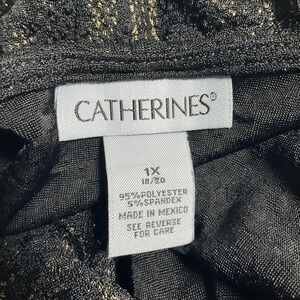 CATHERINES®
1X
18/20
95% POLYESTER
5% SPANDEX
MADE IN MEXICO
SEE REVERSE
FOR CARE